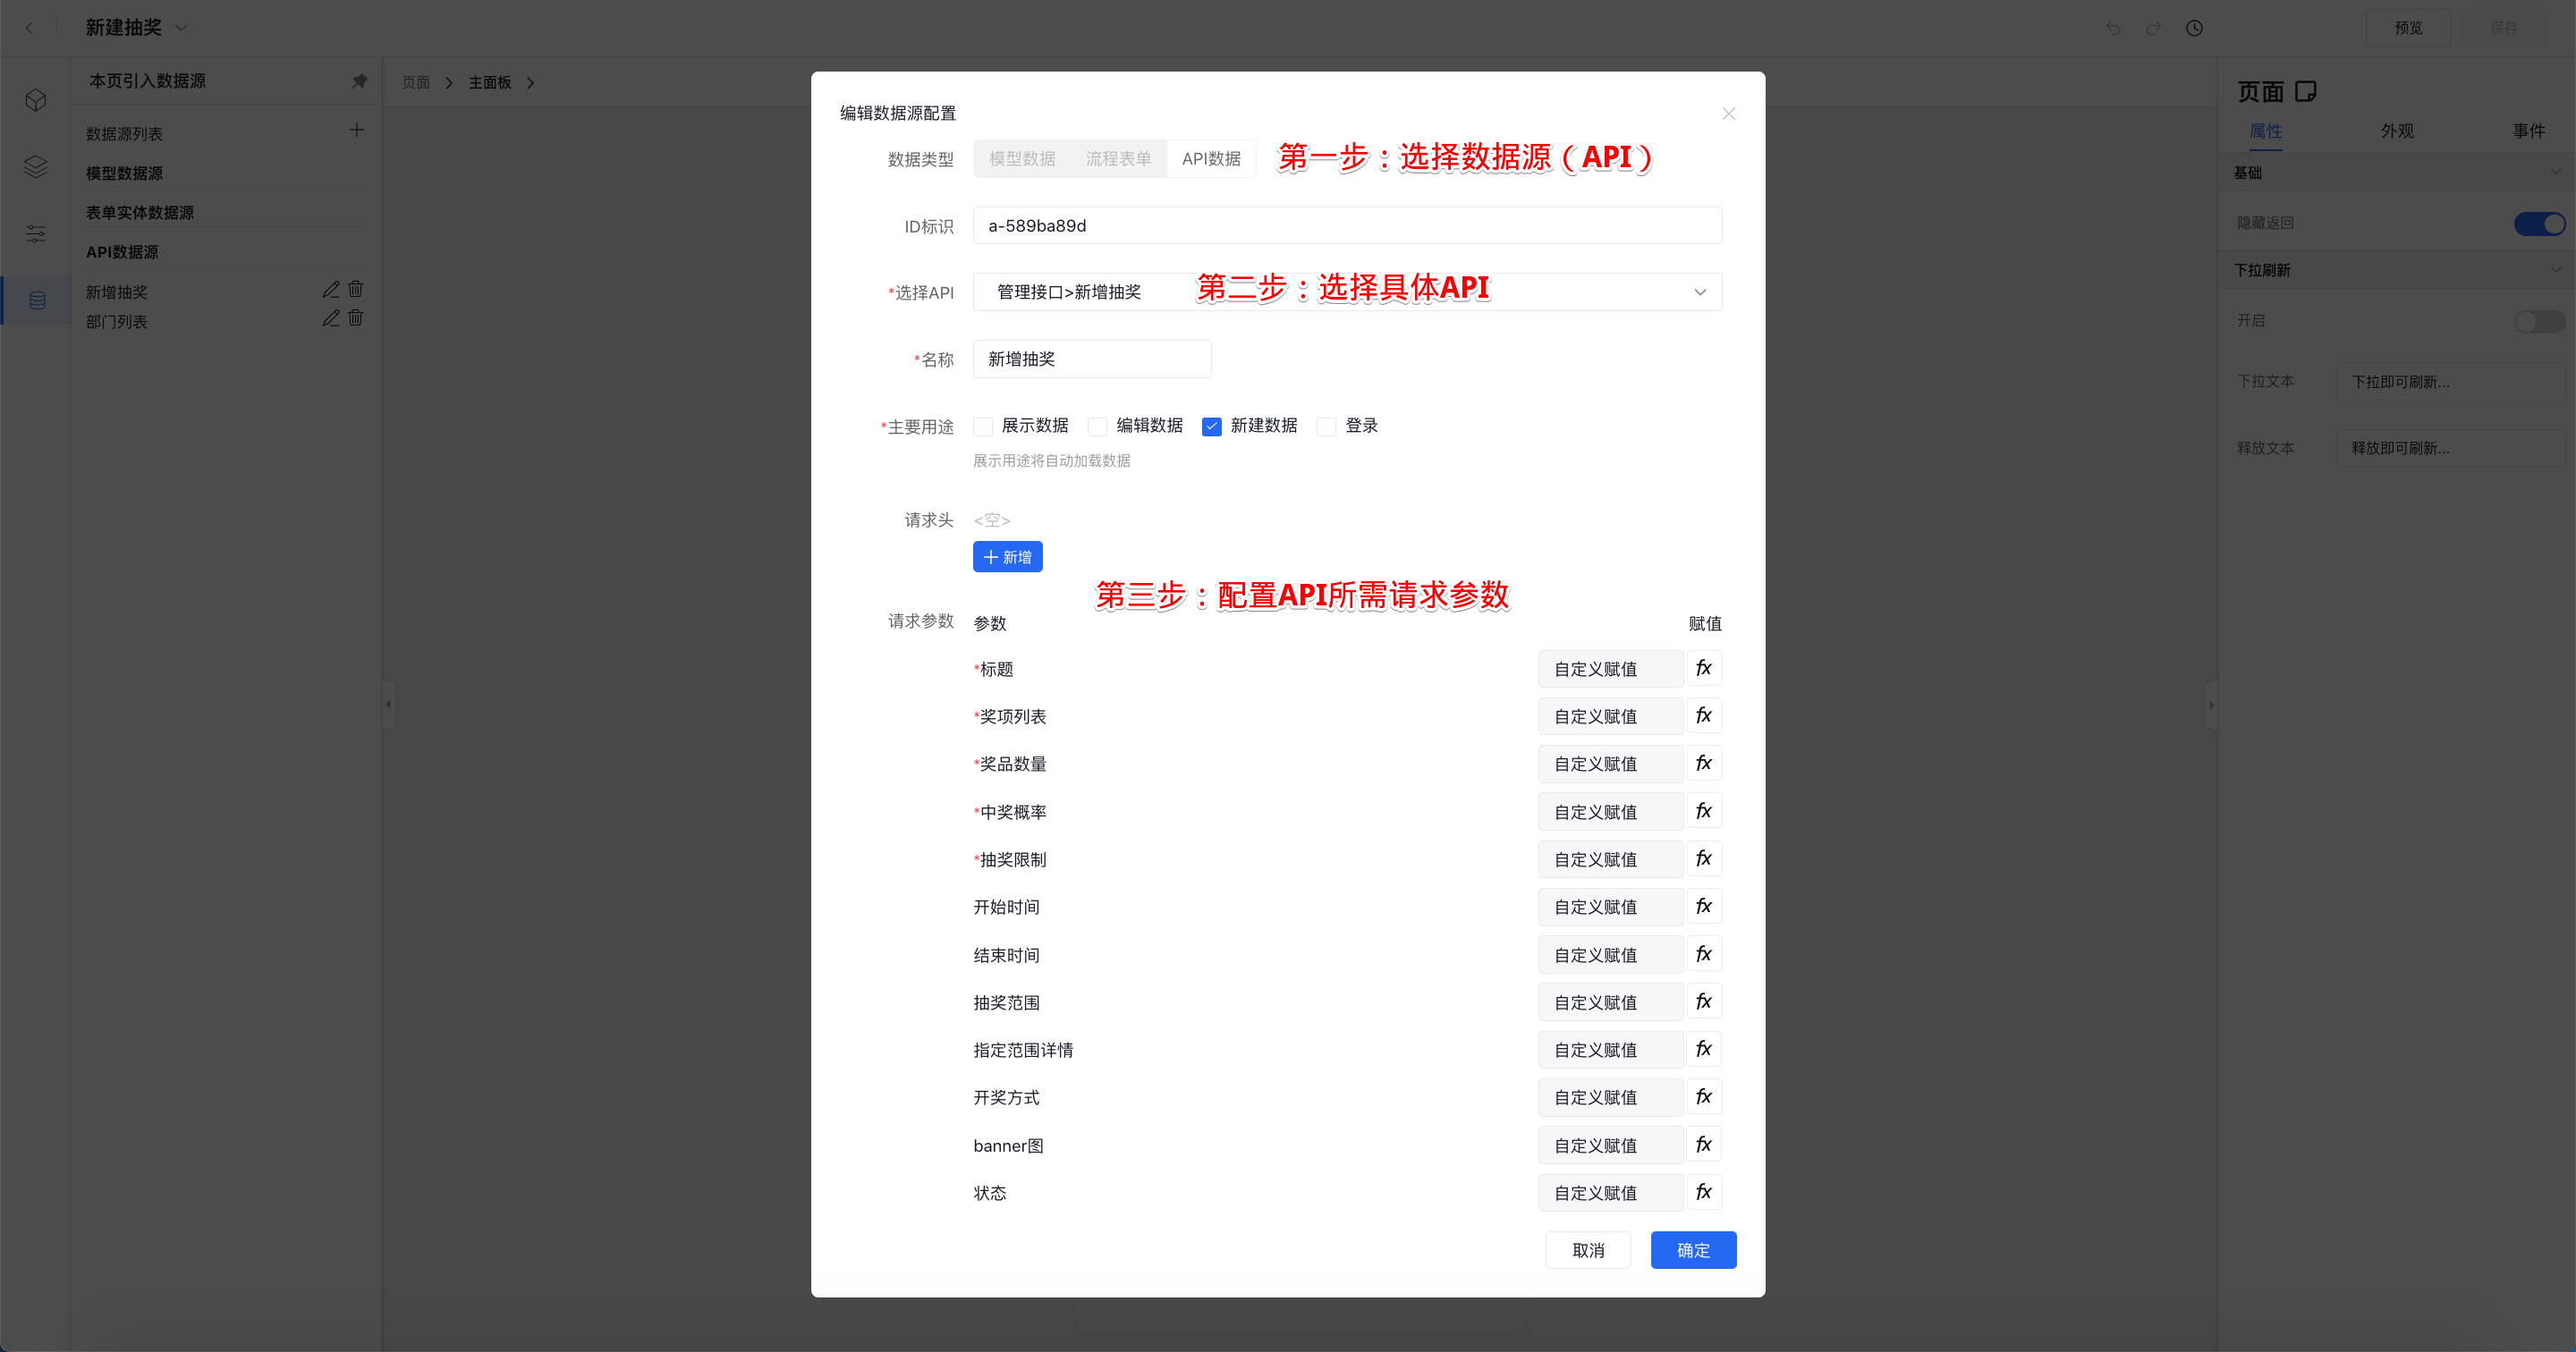 新建抽奖
预览
保存
本页引入数据源
数据源列表
模型数据源
表单实体数据源
API数据源
新增抽奖
部门列表
页面 > 主面板 >
编辑数据源配置
数据类型 模型数据 流程表单 API数据 第一步：选择数据源（API）
ID标识 a-589ba89d
*选择API 管理接口>新增抽奖 第二步：选择具体API
*名称 新增抽奖
*主要用途 展示数据 编辑数据 新建数据 登录
展示用途将自动加载数据
请求头 <空>
新增
第三步：配置API所需请求参数
请求参数 参数 赋值
*标题 自定义赋值 fx
*奖项列表 自定义赋值 fx
*奖品数量 自定义赋值 fx
*中奖概率 自定义赋值 fx
*抽奖限制 自定义赋值 fx
开始时间 自定义赋值 fx
结束时间 自定义赋值 fx
抽奖范围 自定义赋值 fx
指定范围详情 自定义赋值 fx
开奖方式 自定义赋值 fx
banner图 自定义赋值 fx
状态 自定义赋值 fx
取消 确定
页面
属性 外观 事件
基础
隐藏返回
下拉刷新
开启
下拉文本 下拉即可刷新...
释放文本 释放即可刷新...